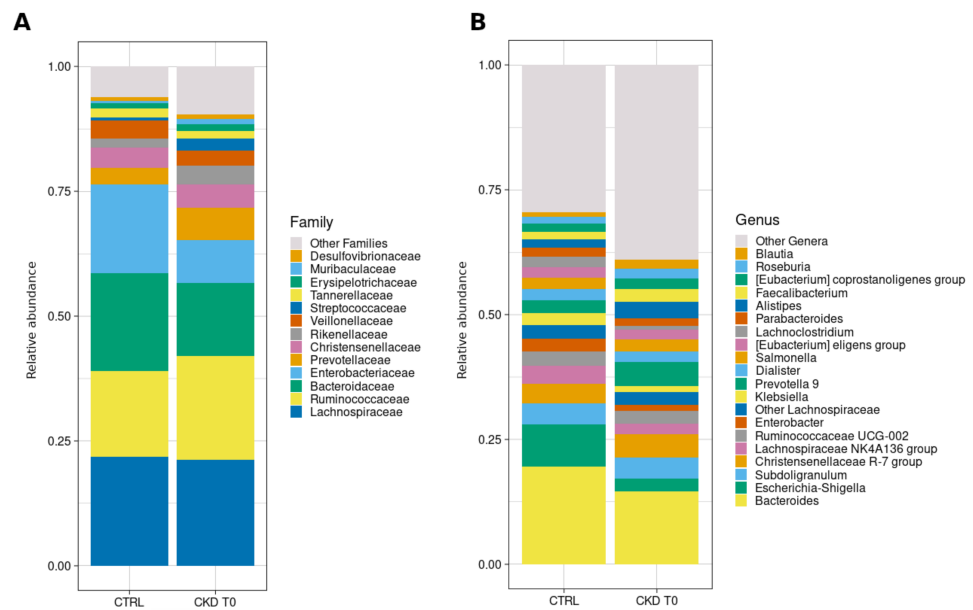 A
1.00
0.75
0.50
0.25
0.00
Relative abundance
CTRL
CKD T0
Family
Other Families
Desulfovibrionaceae
Muribaculaceae
Erysipelotrichaceae
Tannerellaceae
Streptococcaceae
Veillonellaceae
Rikenellaceae
Christensenellaceae
Prevotellaceae
Enterobacteriaceae
Bacteroidaceae
Ruminococcaceae
Lachnospiraceae
B
1.00
0.75
0.50
0.25
0.00
Relative abundance
CTRL
CKD T0
Genus
Other Genera
Blautia
Roseburia
[Eubacterium] coprostanoligenes group
Faecalibacterium
Alistipes
Parabacteroides
Lachnoclostridium
[Eubacterium] eligens group
Salmonella
Dialister
Prevotella 9
Klebsiella
Other Lachnospiraceae
Enterobacter
Ruminococcaceae UCG-002
Lachnospiraceae NK4A136 group
Christensenellaceae R-7 group
Subdoligranulum
Escherichia-Shigella
Bacteroides